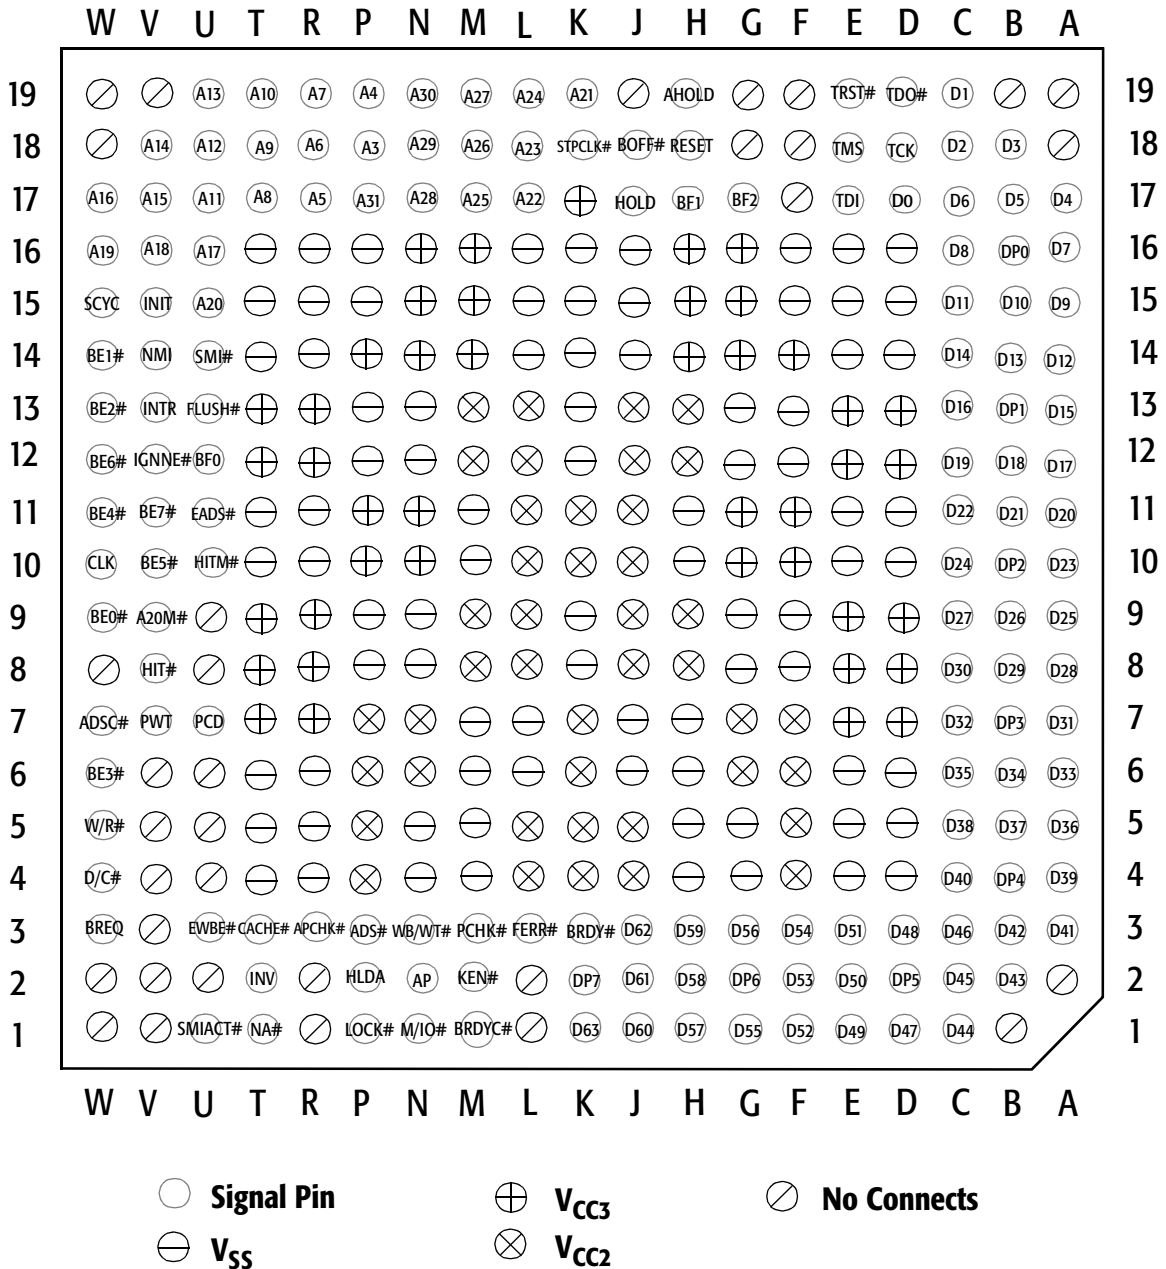 W V U T R P N M L K J H G F E D C B A
19 A13 A10 A7 A4 A30 A27 A24 A21 AHOLD TRST# TDO# D1 19
18 A14 A12 A9 A6 A3 A29 A26 A23 STPCLK# BOFF# RESET TMS TCK D2 D3 18
17 A16 A15 A11 A8 A5 A31 A28 A25 A22 HOLD BF1 BF2 TDI D0 D6 D5 D4 17
16 A19 A18 A17 D8 DP0 D7 16
15 SCYC INIT A20 D11 D10 D9 15
14 BE1# NMI SMI# D14 D13 D12 14
13 BE2# INTR FLUSH# D16 DP1 D15 13
12 BE6# IGNNE# BF0 D19 D18 D17 12
11 BE4# BE7# EADS# D22 D21 D20 11
10 CLK BE5# HITM# D24 DP2 D23 10
9 BE0# A20M# D27 D26 D25 9
8 HIT# D30 D29 D28 8
7 ADSC# PWT PCD D32 DP3 D31 7
6 BE3# D35 D34 D33 6
5 W/R# D38 D37 D36 5
4 D/C# D40 DP4 D39 4
3 BREQ EWBE# CACHE# APCHK# ADS# WB/WT# PCHK# FERR# BRDY# D62 D59 D56 D54 D51 D48 D46 D42 D41 3
2 INV HLDA AP KEN# DP7 D61 D58 DP6 D53 D50 DP5 D45 D43 2
1 SMIACT# NA# LOCK# M/IO# BRDYC# D63 D60 D57 D55 D52 D49 D47 D44 1
W V U T R P N M L K J H G F E D C B A
Signal Pin VCC3 No Connects
VSS VCC2